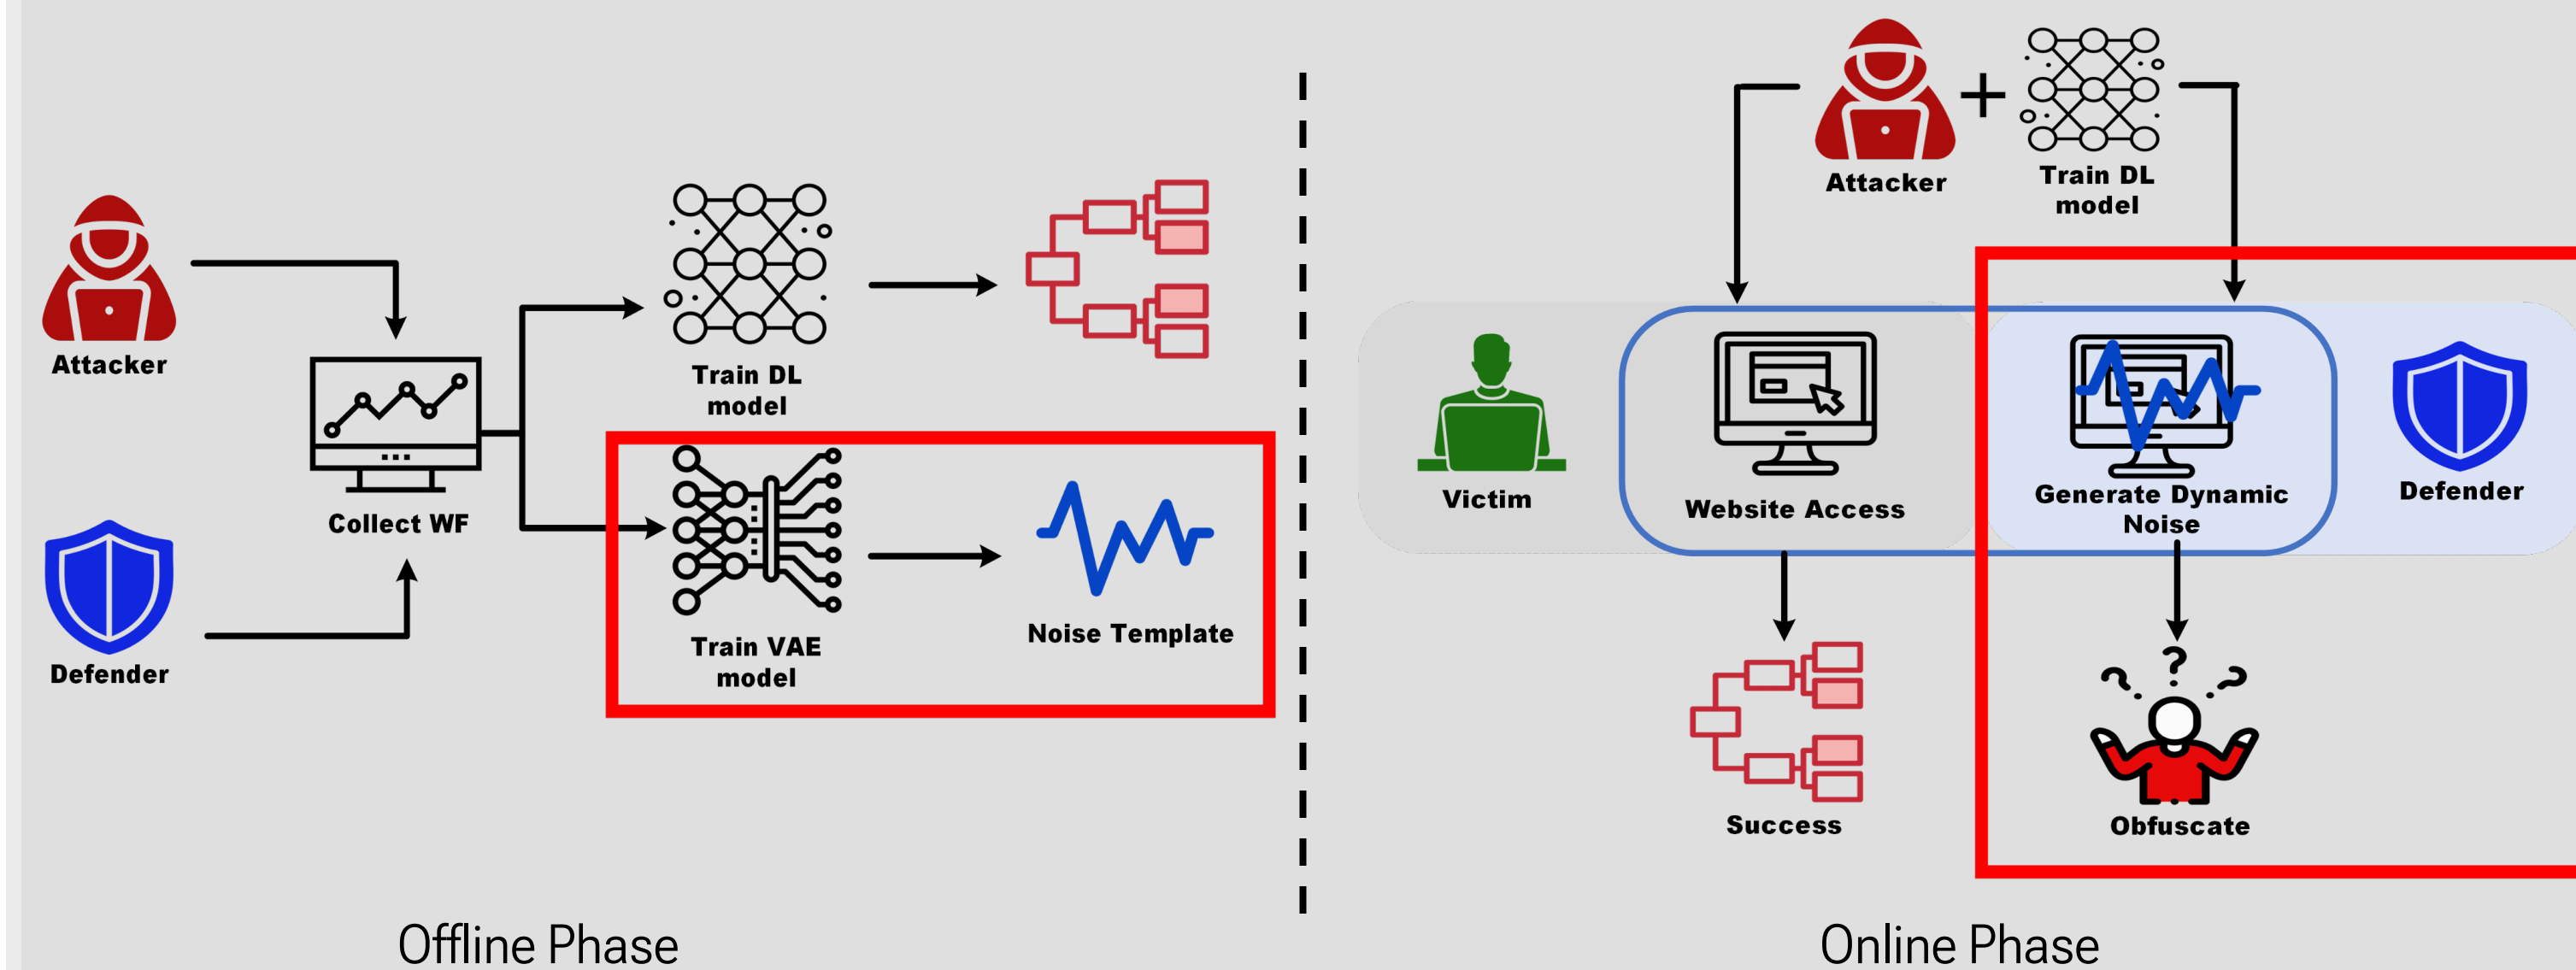 Attacker
Defender
Collect WF
Train DL
model
Train VAE
model
Noise Template
Offline Phase
Attacker
+
Train DL
model
Victim
Website Access
Generate Dynamic
Noise
Defender
Success
? ? ?
Obfuscate
Online Phase